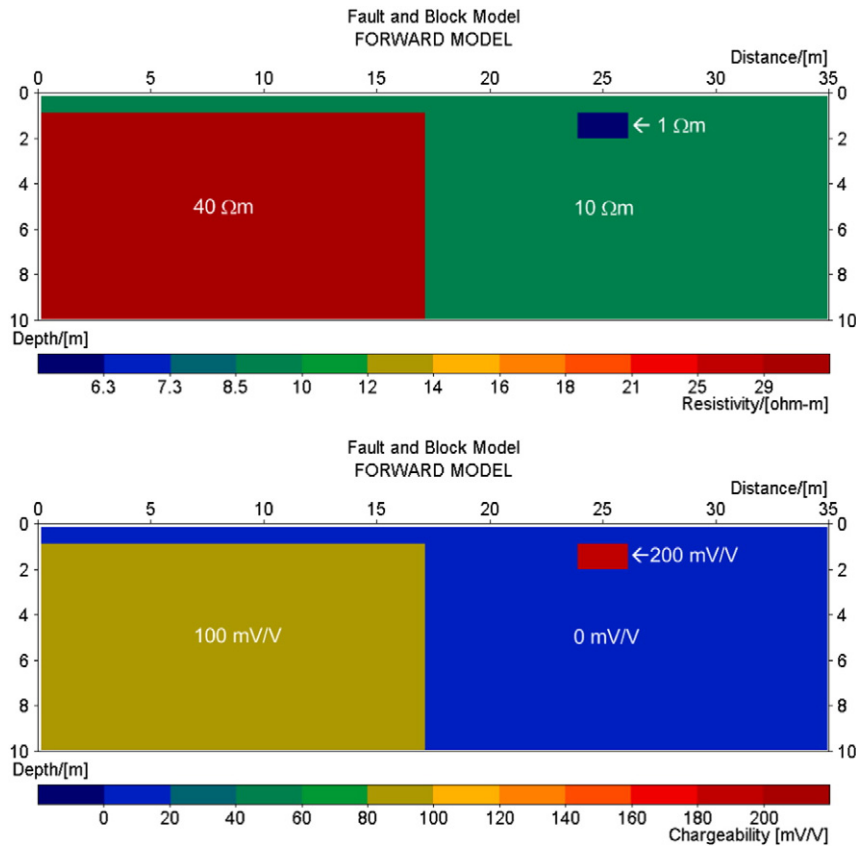 Fault and Block Model
FORWARD MODEL
Distance/[m]
0 5 10 15 20 25 30 35
0 0
← 1 Ωm
2 2
4 4
40 Ωm 10 Ωm
6 6
8 8
10 10
Depth/[m]
6.3 7.3 8.5 10 12 14 16 18 21 25 29
Resistivity/[ohm-m]
Fault and Block Model
FORWARD MODEL
Distance/[m]
0 5 10 15 20 25 30 35
0 0
←200 mV/V
2 2
4 4
100 mV/V 0 mV/V
6 6
8 8
10 10
Depth/[m]
0 20 40 60 80 100 120 140 160 180 200
Chargeability [mV/V]